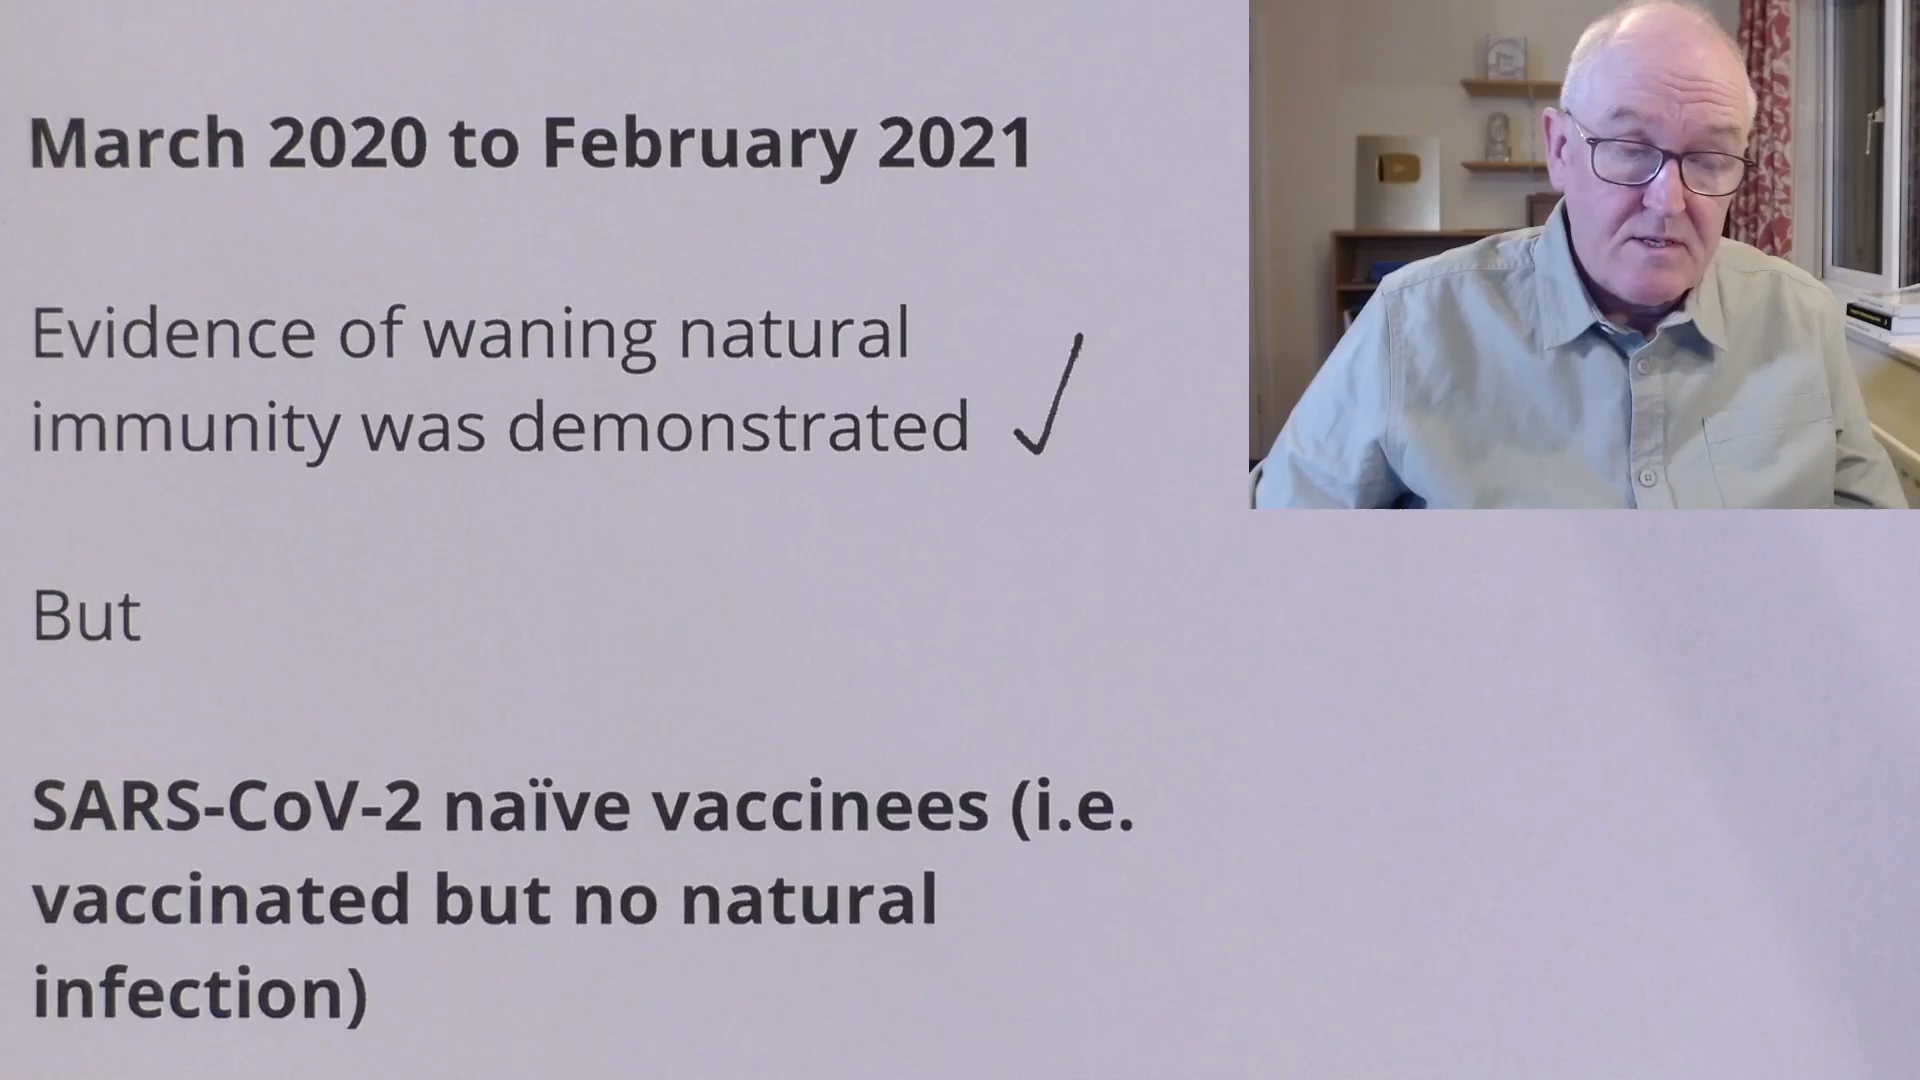 March 2020 to February 2021
Evidence of waning natural
immunity was demonstrated
But
SARS-CoV-2 naïve vaccinees (i.e.
vaccinated but no natural
infection)